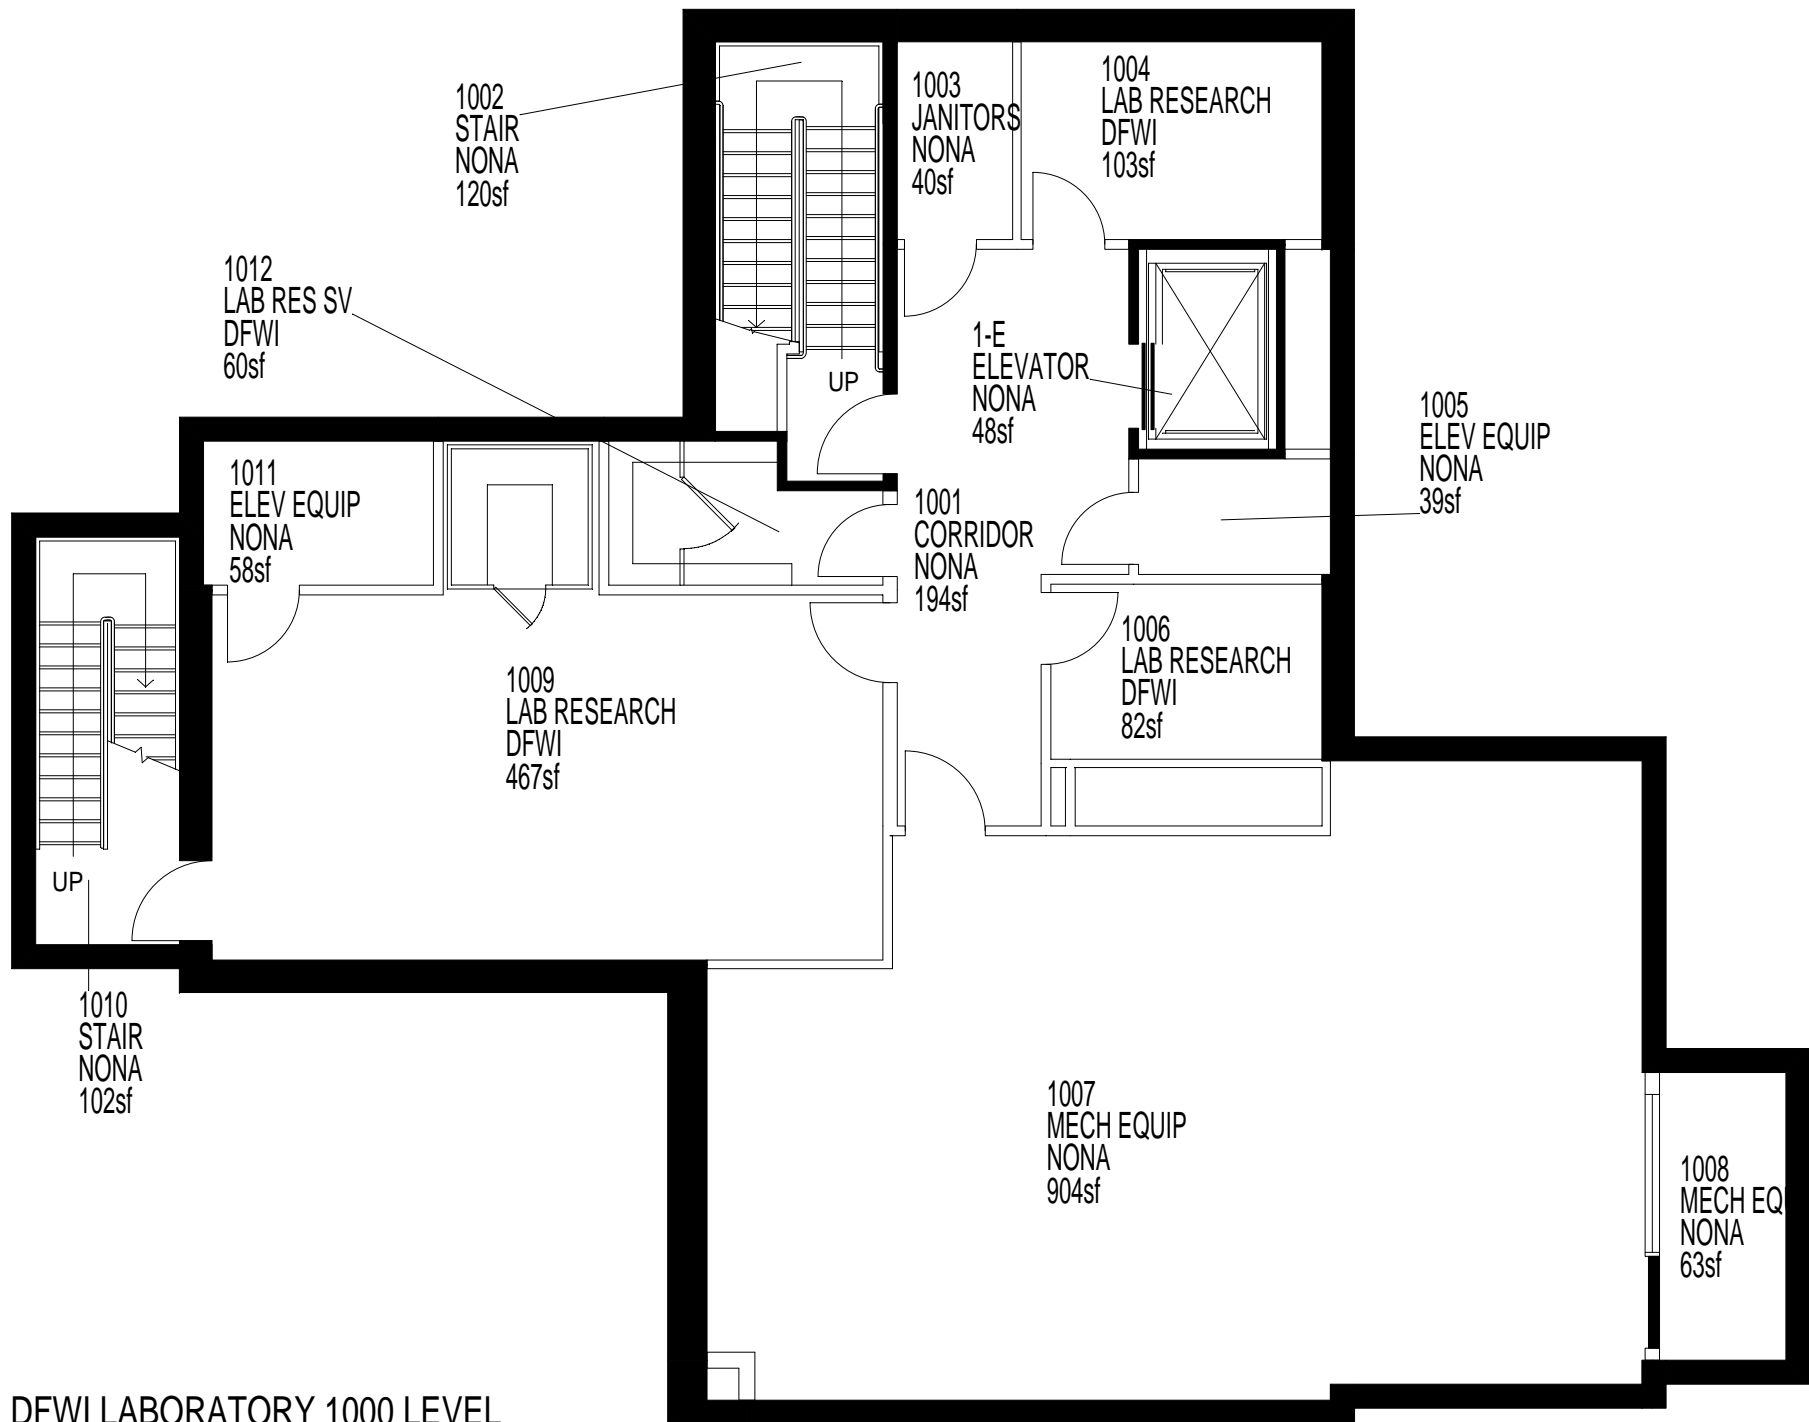 1002
STAIR
NONA
120sf
1003
JANITORS
NONA
40sf
1004
LAB RESEARCH
DFWI
103sf
1012
LAB RES SV
DFWI
60sf
1-E
ELEVATOR
NONA
48sf
UP
1005
ELEV EQUIP
NONA
39sf
1011
ELEV EQUIP
NONA
58sf
1001
CORRIDOR
NONA
194sf
1006
LAB RESEARCH
DFWI
82sf
1009
LAB RESEARCH
DFWI
467sf
UP
1010
STAIR
NONA
102sf
1007
MECH EQUIP
NONA
904sf
1008
MECH EQ
NONA
63sf
DFWI LABORATORY 1000 LEVEL